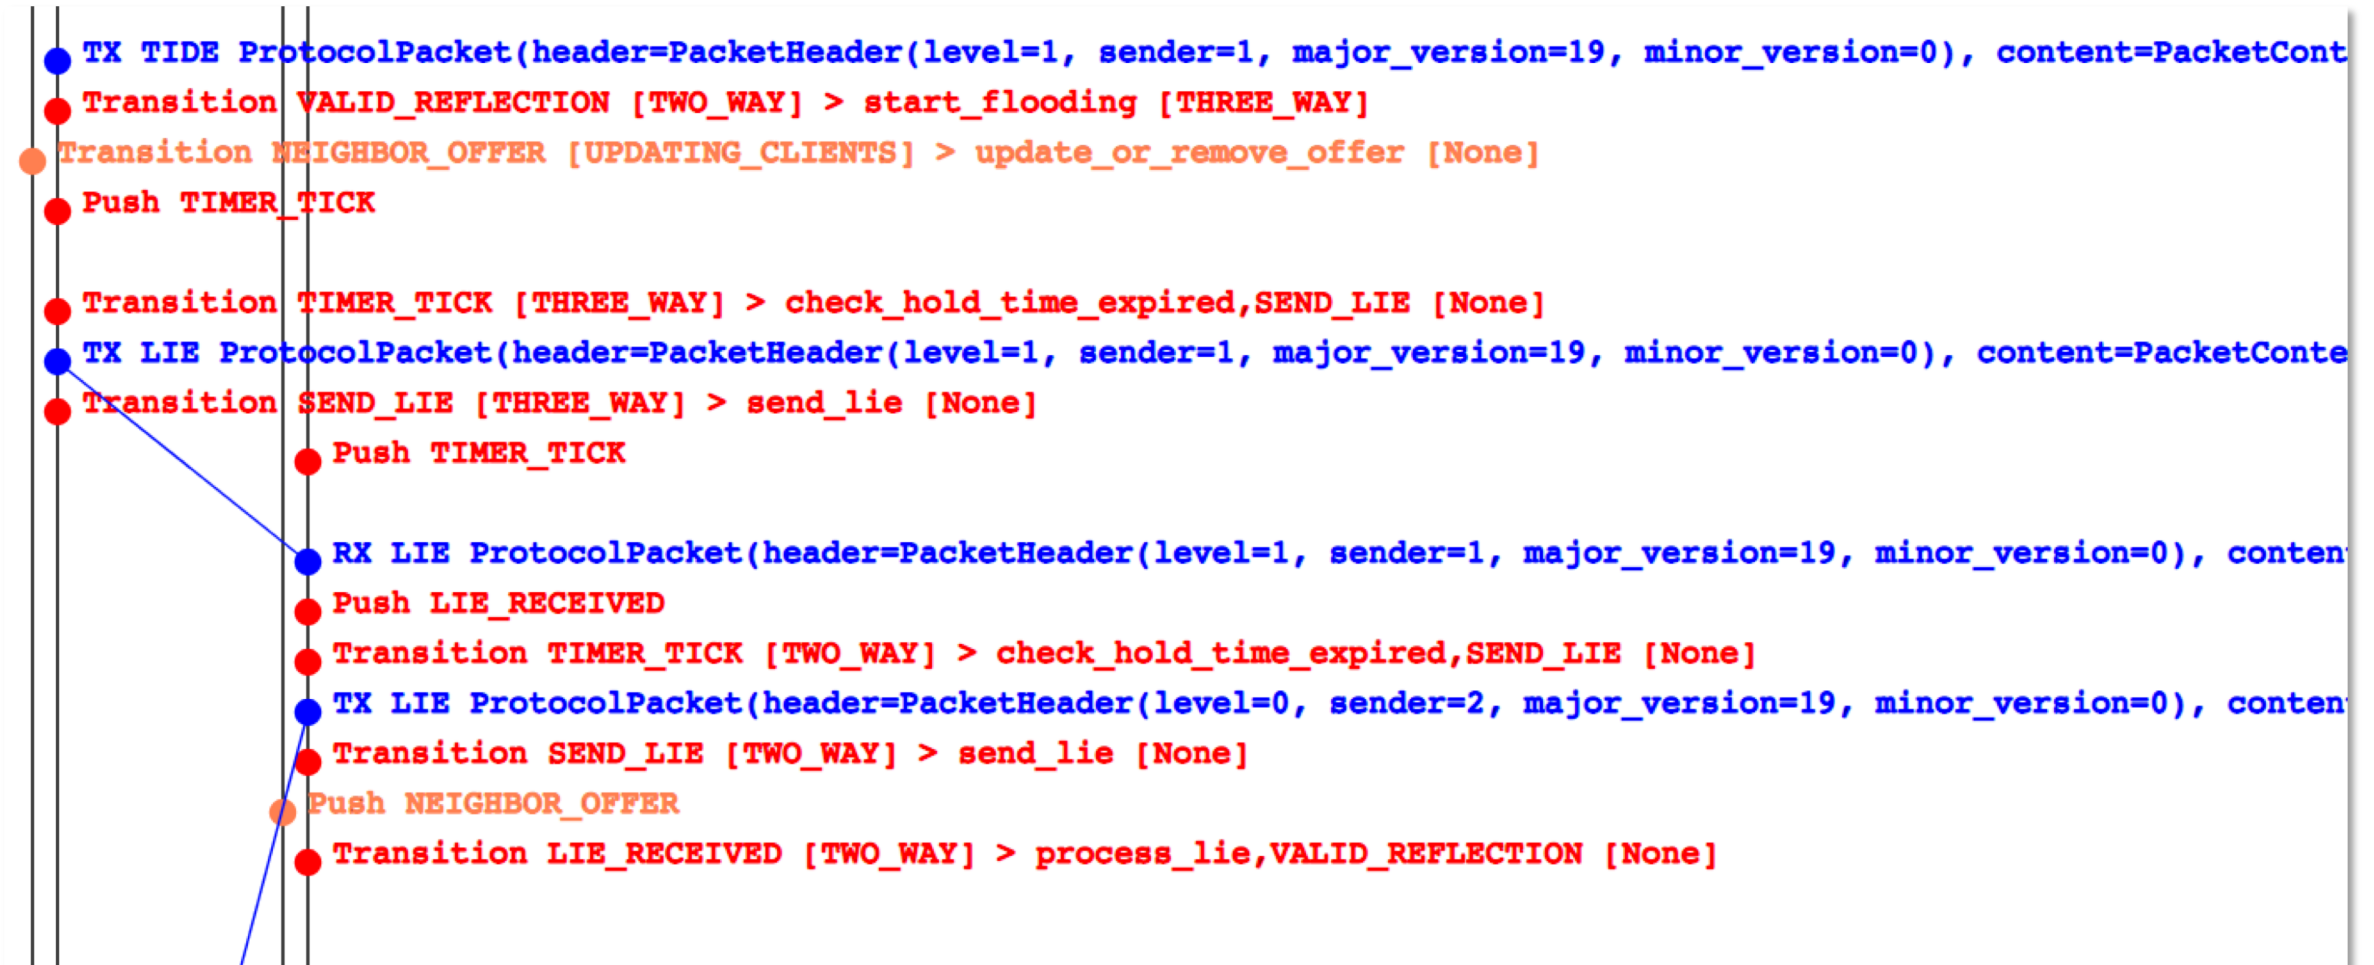 TX TIDE ProtocolPacket(header=PacketHeader(level=1, sender=1, major_version=19, minor_version=0), content=PacketCont
Transition VALID_REFLECTION [TWO_WAY] > start_flooding [THREE_WAY]
Transition NEIGHBOR_OFFER [UPDATING_CLIENTS] > update_or_remove_offer [None]
Push TIMER_TICK
Transition TIMER_TICK [THREE_WAY] > check_hold_time_expired,SEND_LIE [None]
TX LIE ProtocolPacket(header=PacketHeader(level=1, sender=1, major_version=19, minor_version=0), content=PacketConte
Transition SEND_LIE [THREE_WAY] > send_lie [None]
Push TIMER_TICK
RX LIE ProtocolPacket(header=PacketHeader(level=1, sender=1, major_version=19, minor_version=0), conten
Push LIE_RECEIVED
Transition TIMER_TICK [TWO_WAY] > check_hold_time_expired,SEND_LIE [None]
TX LIE ProtocolPacket(header=PacketHeader(level=0, sender=2, major_version=19, minor_version=0), conten
Transition SEND_LIE [TWO_WAY] > send_lie [None]
Push NEIGHBOR_OFFER
Transition LIE_RECEIVED [TWO_WAY] > process_lie,VALID_REFLECTION [None]